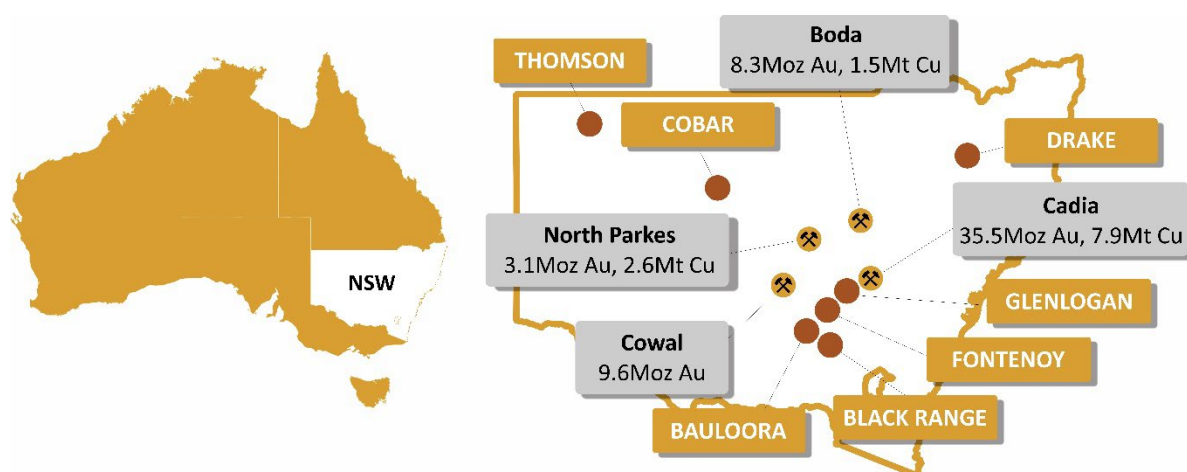 NSW
THOMSON
COBAR
Boda
8.3Moz Au, 1.5Mt Cu
DRAKE
North Parkes
3.1Moz Au, 2.6Mt Cu
Cadia
35.5Moz Au, 7.9Mt Cu
GLENLOGAN
Cowal
9.6Moz Au
FONTENOY
BAULOORA
BLACK RANGE